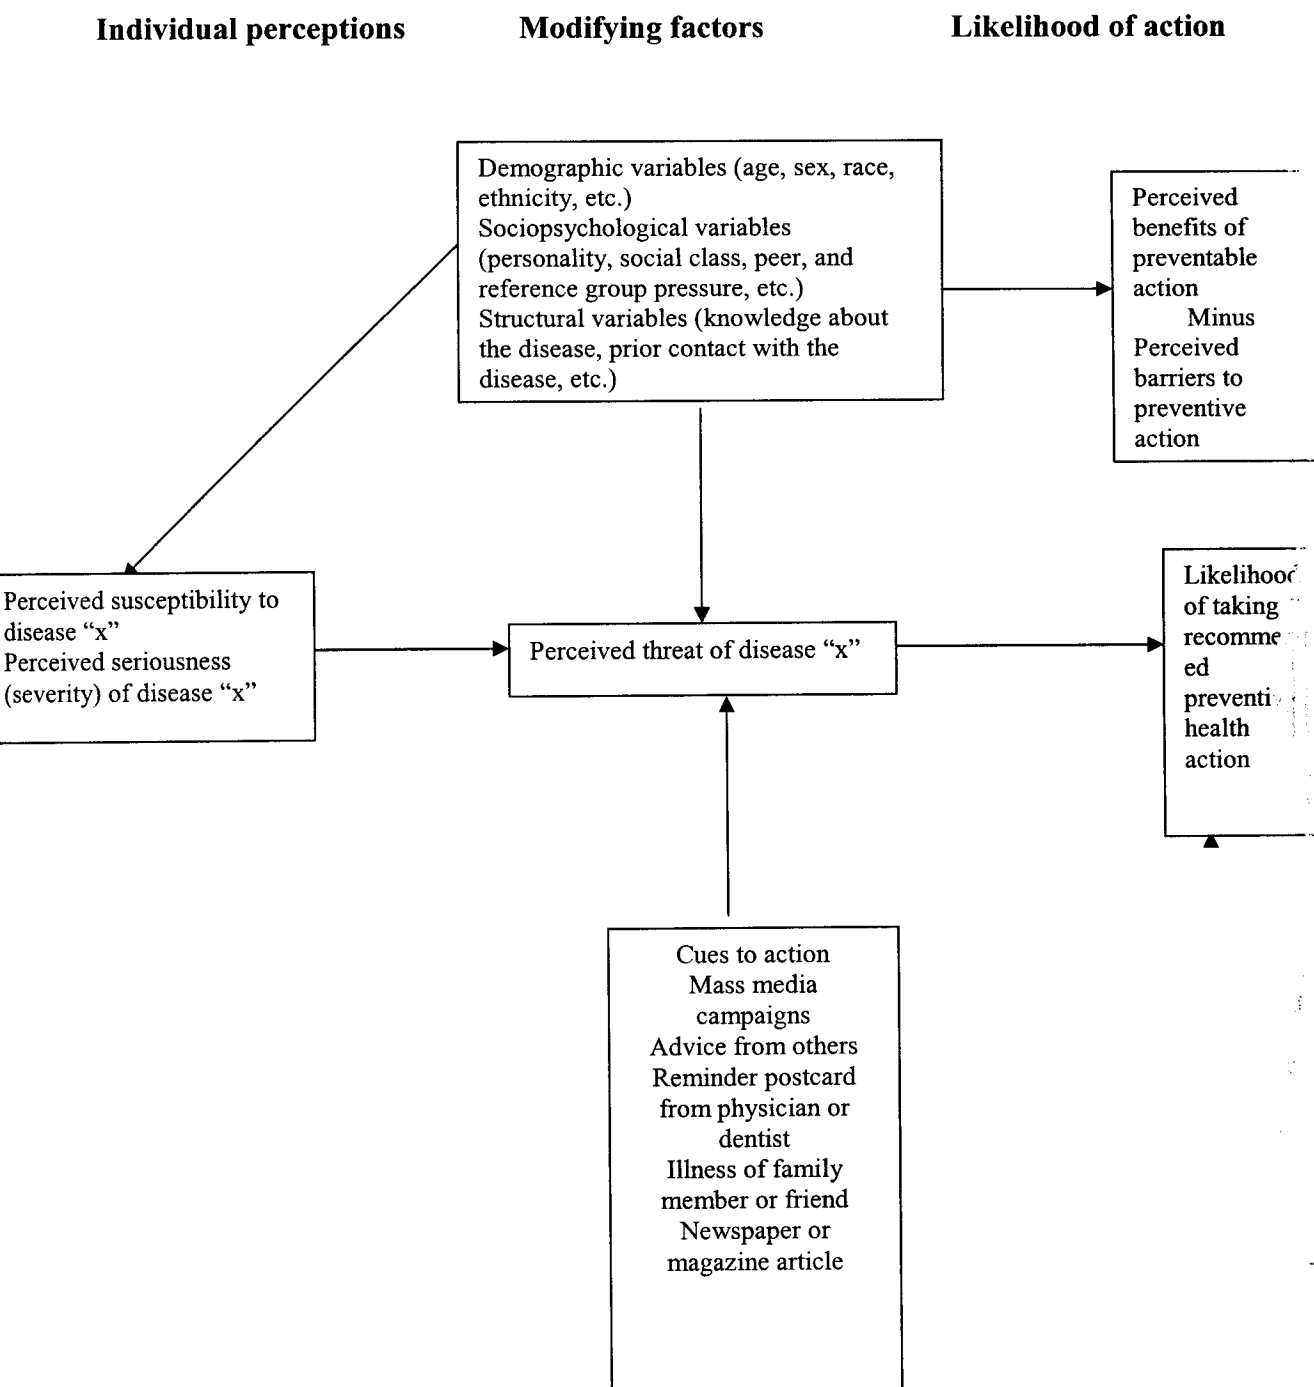 Individual perceptions
Modifying factors
Likelihood of action
Demographic variables (age, sex, race,
ethnicity, etc.)
Sociopsychological variables
(personality, social class, peer, and
reference group pressure, etc.)
Structural variables (knowledge about
the disease, prior contact with the
disease, etc.)
Perceived
benefits of
preventable
action
Minus
Perceived
barriers to
preventive
action
Perceived susceptibility to
disease “x”
Perceived seriousness
(severity) of disease “x”
Perceived threat of disease “x”
Likelihood
of taking
recomme
ed
preventi
health
action
Cues to action
Mass media
campaigns
Advice from others
Reminder postcard
from physician or
dentist
Illness of family
member or friend
Newspaper or
magazine article